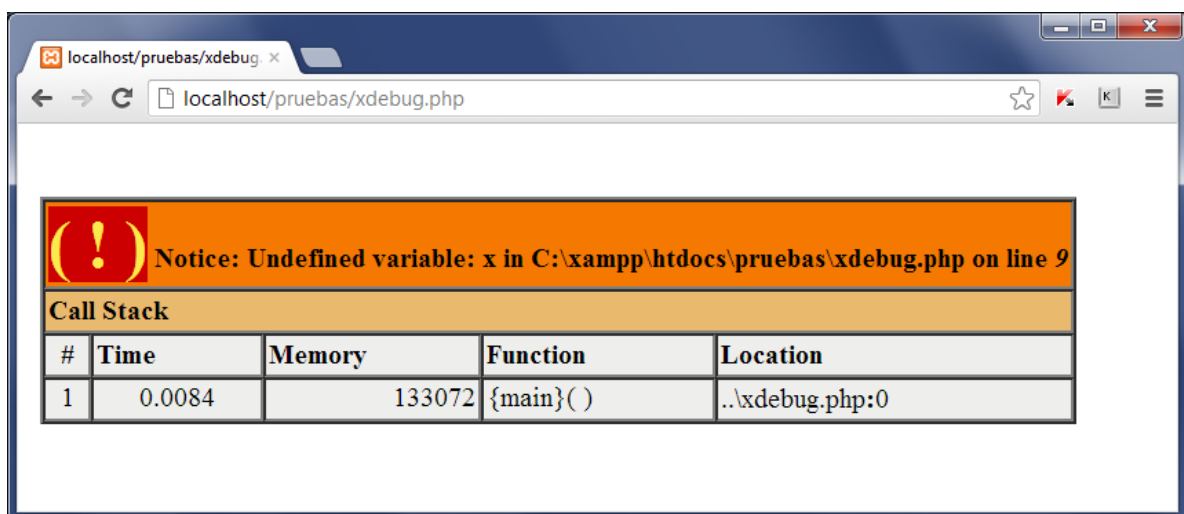 localhost/pruebas/xdebug.
localhost/pruebas/xdebug.php
K
( ! ) Notice: Undefined variable: x in C:\xampp\htdocs\pruebas\xdebug.php on line 9
Call Stack
# Time Memory Function Location
1 0.0084 133072 {main}( ) ..\xdebug.php:0